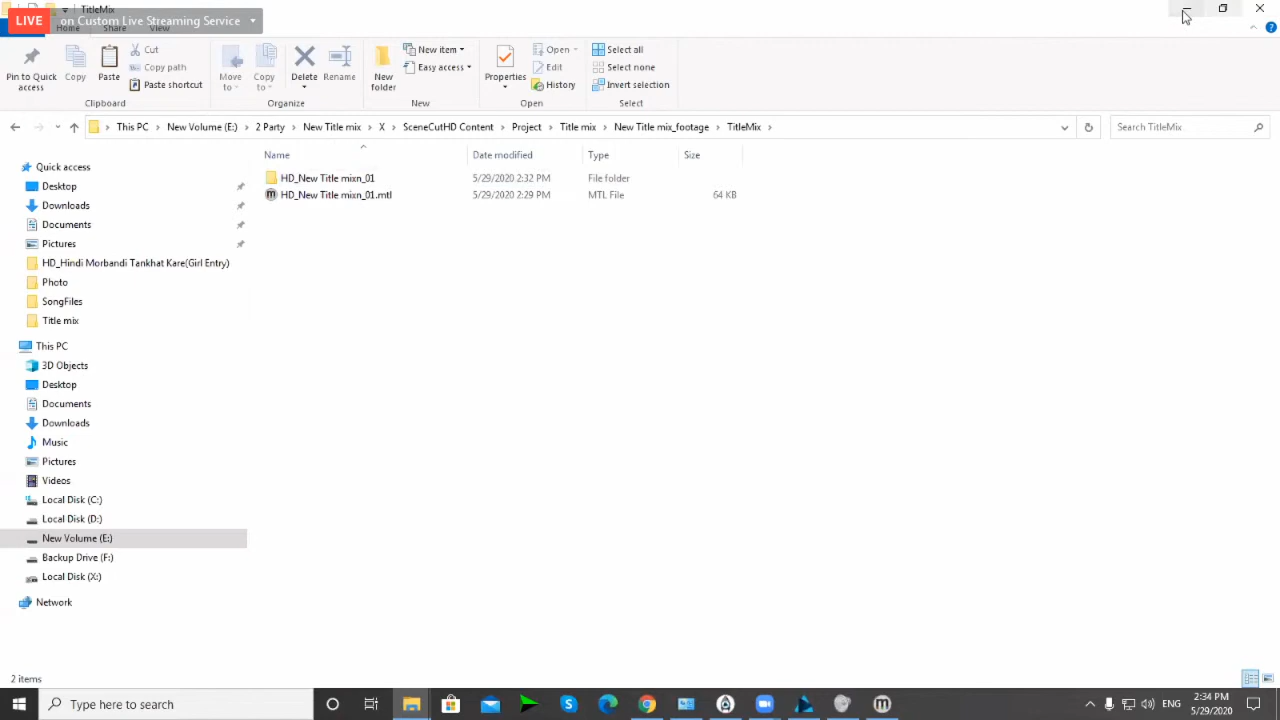 TitleMix
LIVE on Custom Live Streaming Service
Home Share View
Pin to Quick access
Copy
Paste
Cut
Copy path
Paste shortcut
Clipboard
Move to
Copy to
Delete
Rename
Organize
New folder
New item
Easy access
New
Properties
Open
Edit
History
Open
Select all
Select none
Invert selection
Select
This PC > New Volume (E:) > 2 Party > New Title mix > X > SceneCutHD Content > Project > Title mix > New Title mix_footage > TitleMix >
Search TitleMix
Name Date modified Type Size
HD_New Title mixn_01 5/29/2020 2:32 PM File folder
HD_New Title mixn_01.mtl 5/29/2020 2:29 PM MTL File 64 KB
Quick access
Desktop
Downloads
Documents
Pictures
HD_Hindi Morbandi Tankhat Kare(Girl Entry)
Photo
SongFiles
Title mix
This PC
3D Objects
Desktop
Documents
Downloads
Music
Pictures
Videos
Local Disk (C:)
Local Disk (D:)
New Volume (E:)
Backup Drive (F:)
Local Disk (X:)
Network
2 items
Type here to search
ENG
2:34 PM
5/29/2020